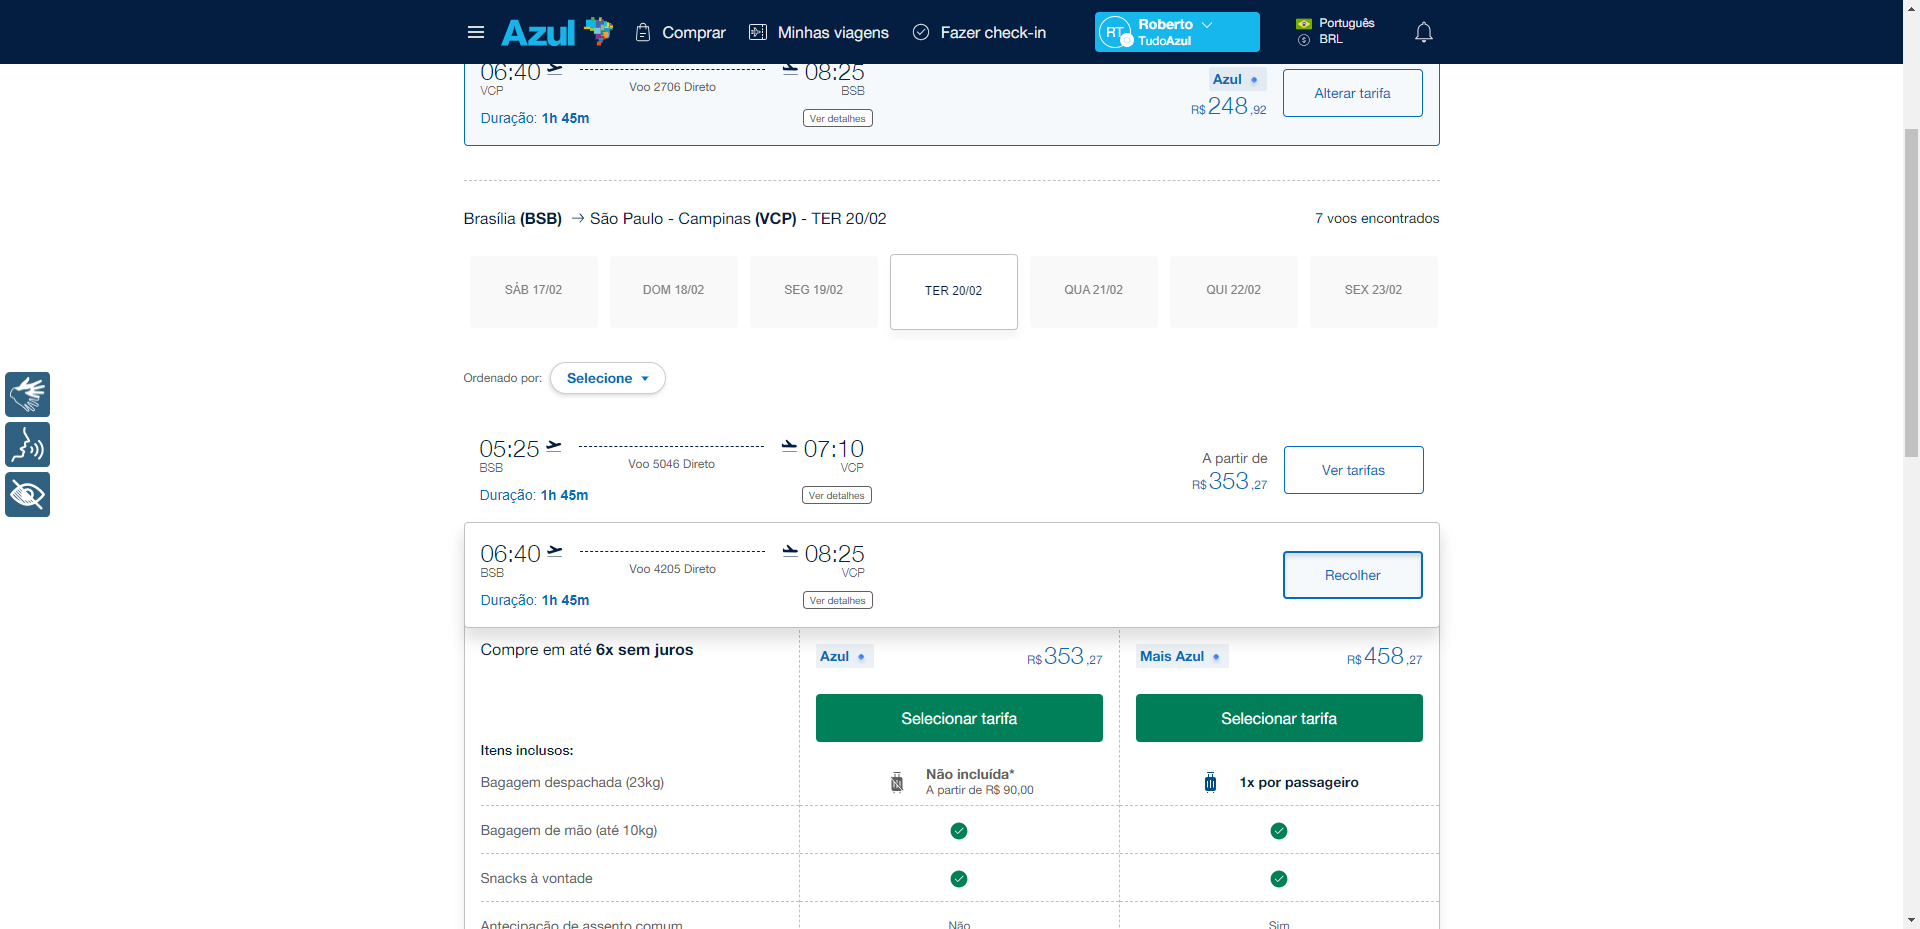 Azul
Comprar
Minhas viagens
Fazer check-in
RT
Roberto
TudoAzul
Português
BRL
06:40
08:25
VCP
Voo 2706 Direto
BSB
Duração: 1h 45m
Ver detalhes
Azul
R$ 248,92
Alterar tarifa
Brasília (BSB) → São Paulo - Campinas (VCP) - TER 20/02
7 voos encontrados
SÁB 17/02
DOM 18/02
SEG 19/02
TER 20/02
QUA 21/02
QUI 22/02
SEX 23/02
Ordenado por:
Selecione
05:25
07:10
BSB
Voo 5046 Direto
VCP
Duração: 1h 45m
Ver detalhes
A partir de
R$ 353,27
Ver tarifas
06:40
08:25
BSB
Voo 4205 Direto
VCP
Duração: 1h 45m
Ver detalhes
Recolher
Compre em até 6x sem juros
Azul
R$ 353,27
Mais Azul
R$ 458,27
Selecionar tarifa
Selecionar tarifa
Itens inclusos:
Bagagem despachada (23kg)
Não incluída*
A partir de R$ 90,00
1x por passageiro
Bagagem de mão (até 10kg)
Snacks à vontade
Antecipação de assento comum
Não
Sim